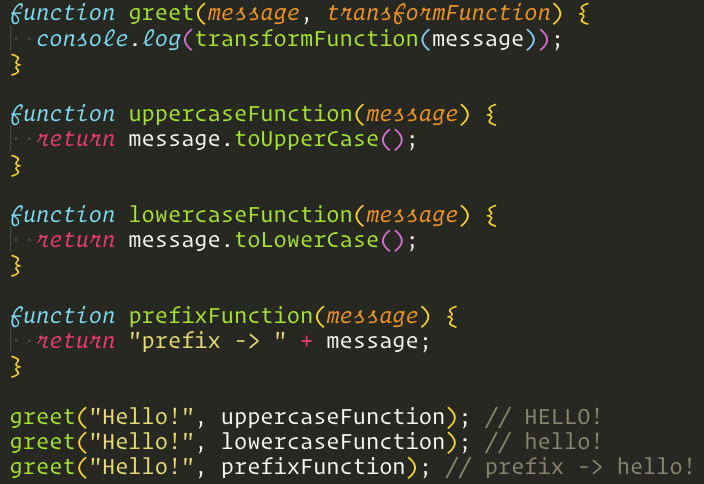 function greet(message, transformFunction) {
  console.log(transformFunction(message));
}

function uppercaseFunction(message) {
  return message.toUpperCase();
}

function lowercaseFunction(message) {
  return message.toLowerCase();
}

function prefixFunction(message) {
  return "prefix -> " + message;
}

greet("Hello!", uppercaseFunction); // HELLO!
greet("Hello!", lowercaseFunction); // hello!
greet("Hello!", prefixFunction); // prefix -> hello!